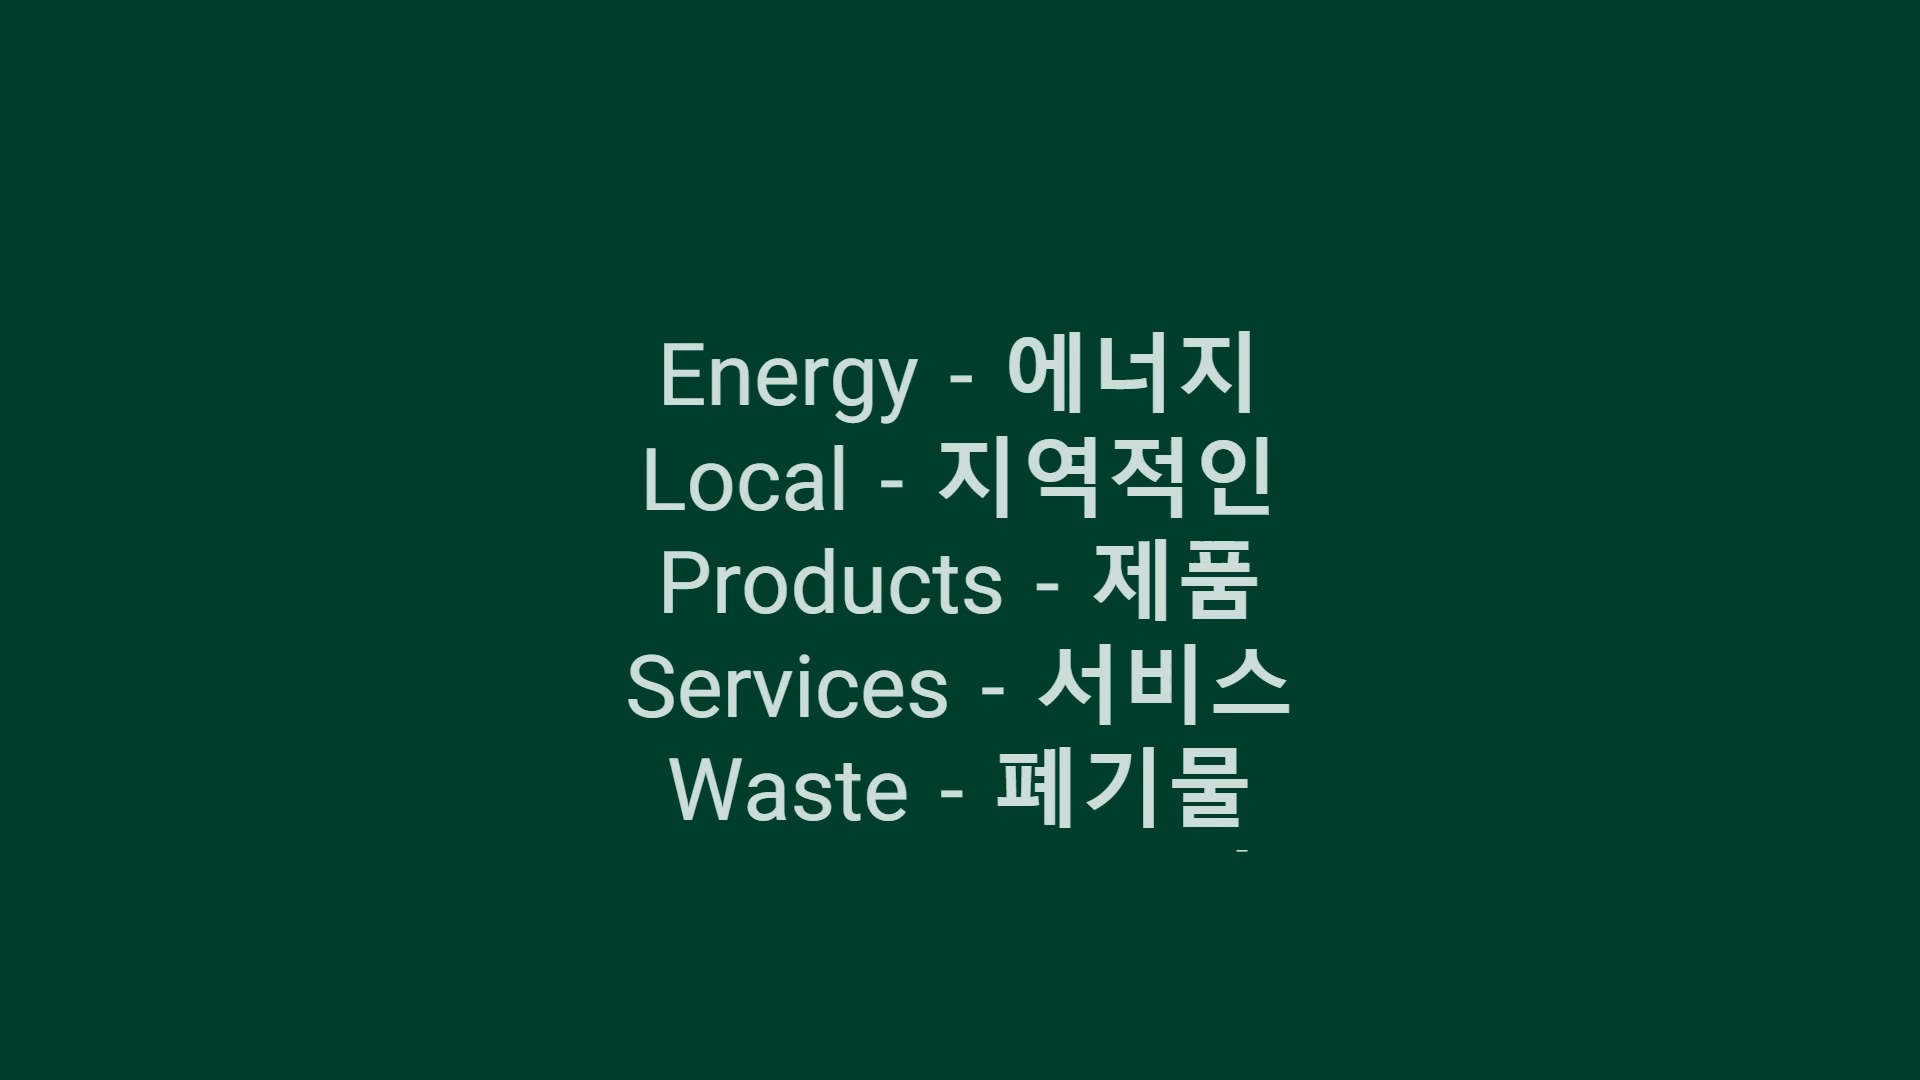 Energy - 에너지
Local - 지역적인
Products - 제품
Services - 서비스
Waste - 폐기물